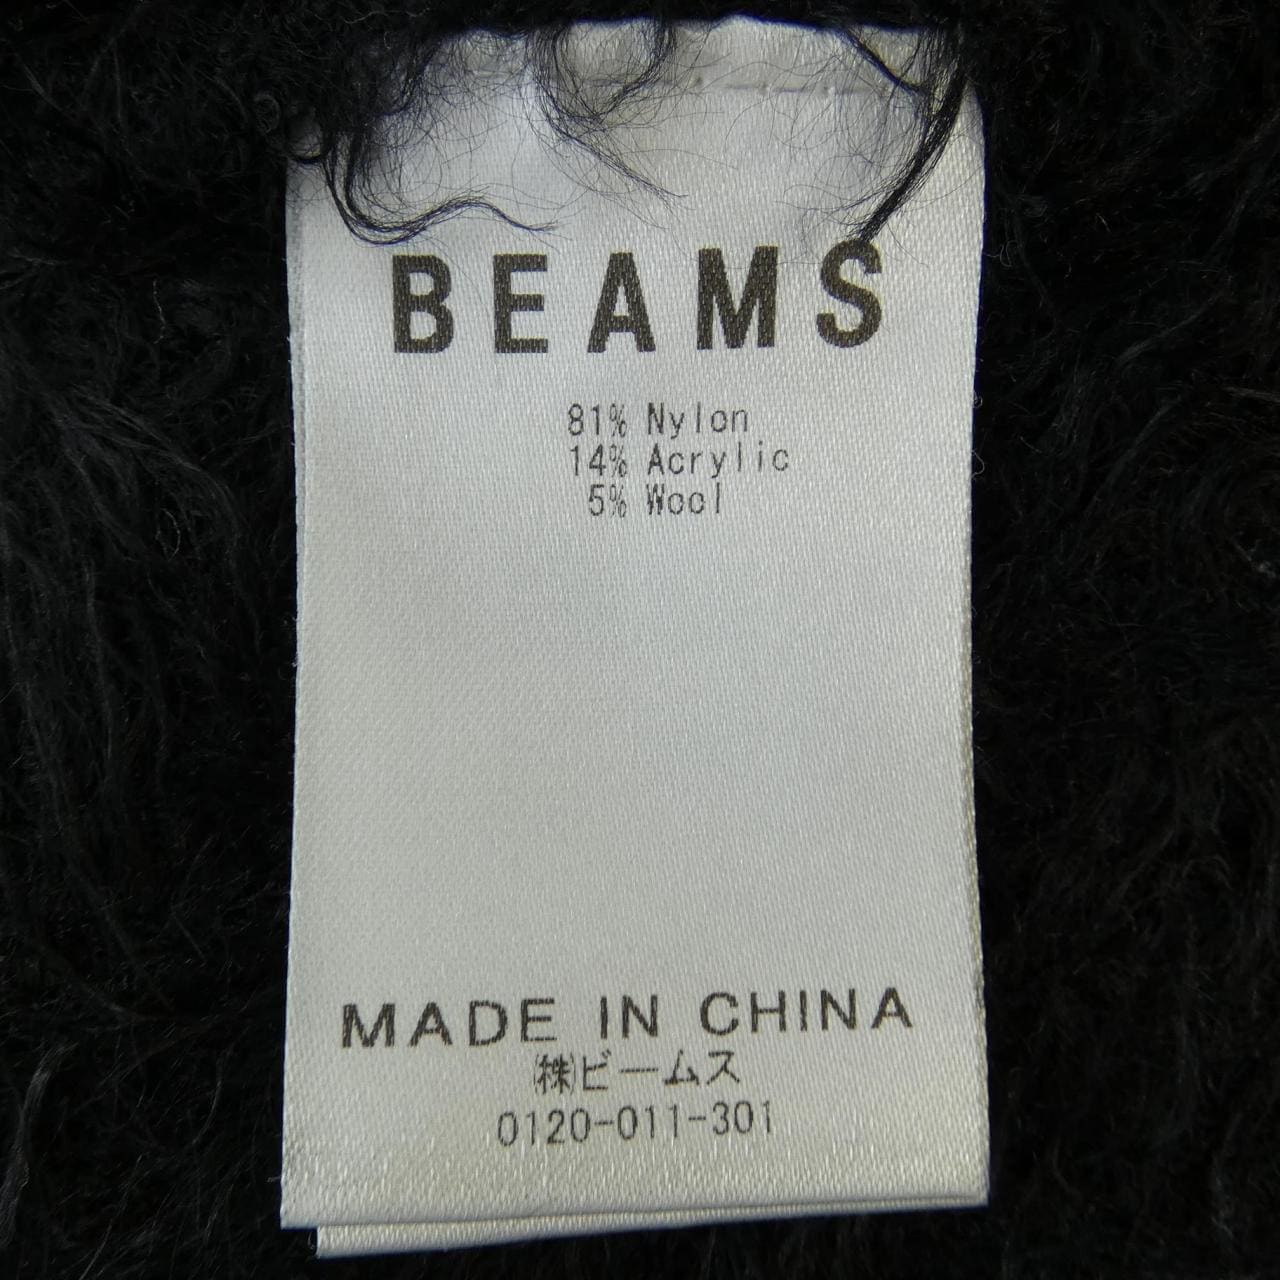 BEAMS
81% Nylon
14% Acrylic
5% Wool
MADE IN CHINA
㈱ビームス
0120-011-301